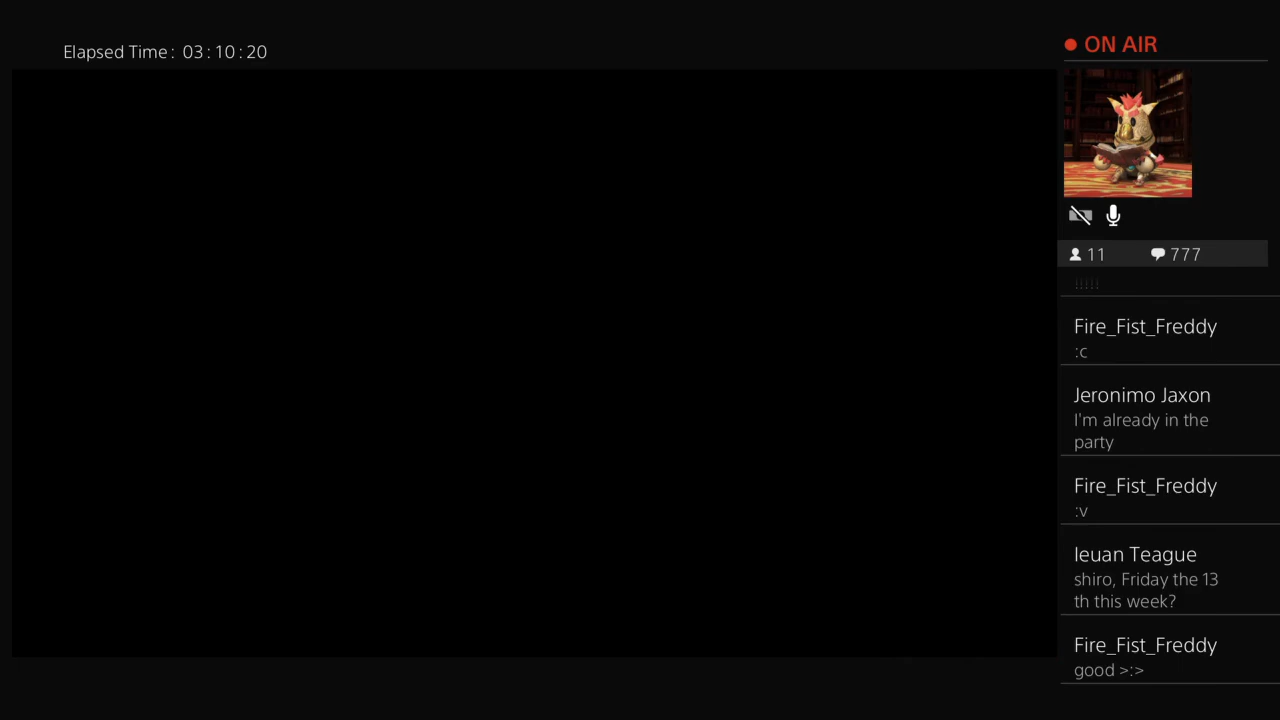 Elapsed Time: 03:10:20
ON AIR
11 777
!!!!!
Fire_Fist_Freddy
:c
Jeronimo Jaxon
I'm already in the
party
Fire_Fist_Freddy
:v
Ieuan Teague
shiro, Friday the 13
th this week?
Fire_Fist_Freddy
good >:>